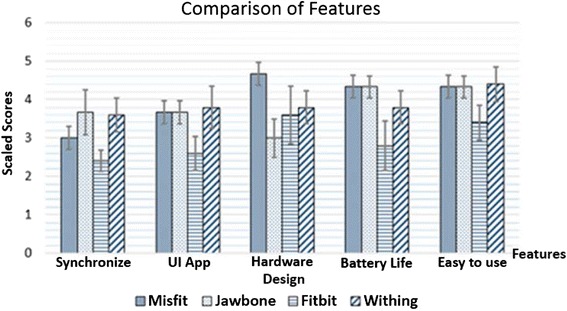 Comparison of Features
Scaled Scores
6
5
4
3
2
1
0
Synchronize UI App Hardware Design Battery Life Easy to use Features
Misfit Jawbone Fitbit Withing